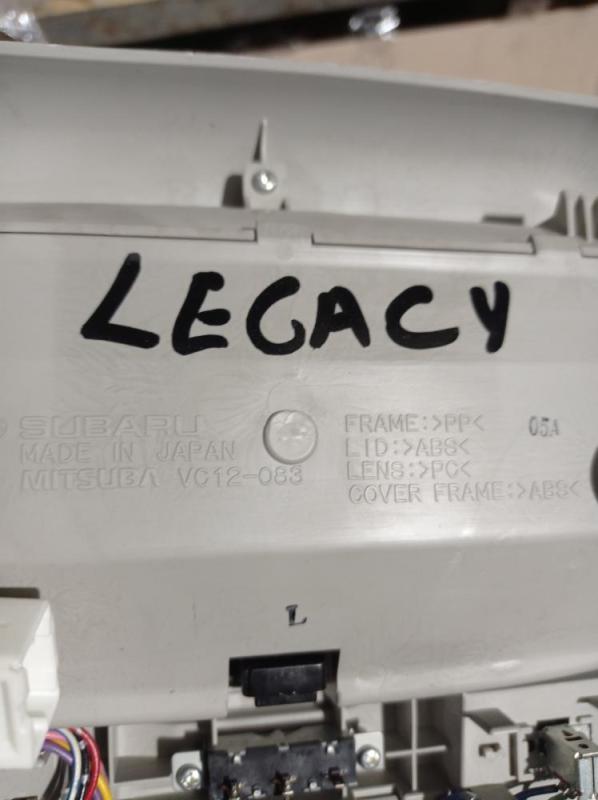 LEGACY
SUBARU
MADE IN JAPAN
MITSUBA VC12-083
FRAME:>PP<
LID:>ABS<
LENS:>PC<
COVER FRAME:>ABS<
05A
L